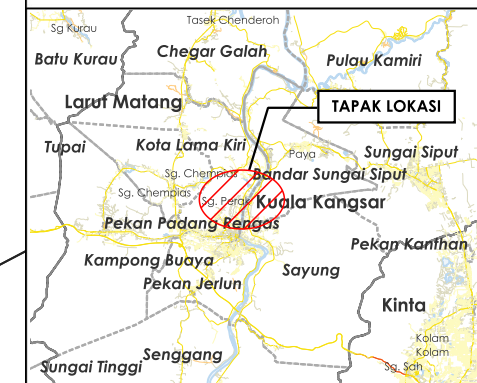 Tasek Chenderoh
Sg Kurau
Chegar Galah
Batu Kurau
Pulau Kamiri
Larut Matang
TAPAK LOKASI
Tupai
Kota Lama Kiri
Paya
Sungai Siput
Sg. Chempias
Bandar Sungai Siput
Sg. Chempias
Sg. Perak
Kuala Kangsar
Pekan Padang Rengas
Pekan Kanthan
Kampong Buaya
Sayung
Pekan Jerlun
Kinta
Kolam
Kolam
Senggang
Sungai Tinggi
Sg. Sah